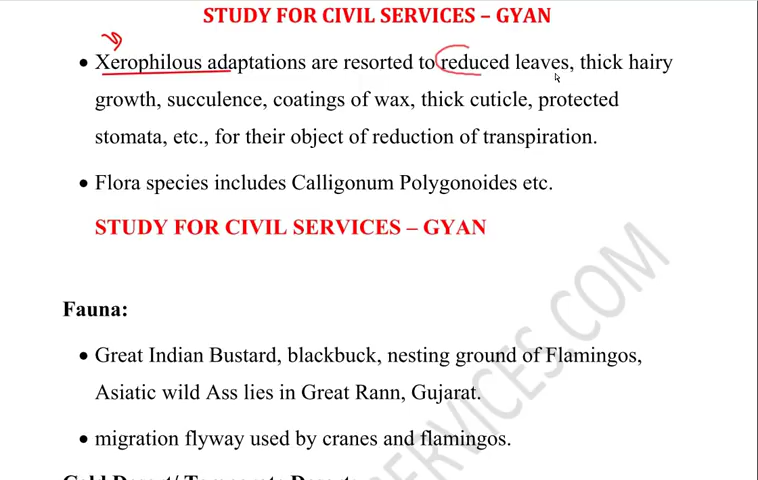 STUDY FOR CIVIL SERVICES – GYAN
• Xerophilous adaptations are resorted to reduced leaves, thick hairy
growth, succulence, coatings of wax, thick cuticle, protected
stomata, etc., for their object of reduction of transpiration.
• Flora species includes Calligonum Polygonoides etc.
STUDY FOR CIVIL SERVICES – GYAN
Fauna:
• Great Indian Bustard, blackbuck, nesting ground of Flamingos,
Asiatic wild Ass lies in Great Rann, Gujarat.
• migration flyway used by cranes and flamingos.
SERVICES.COM